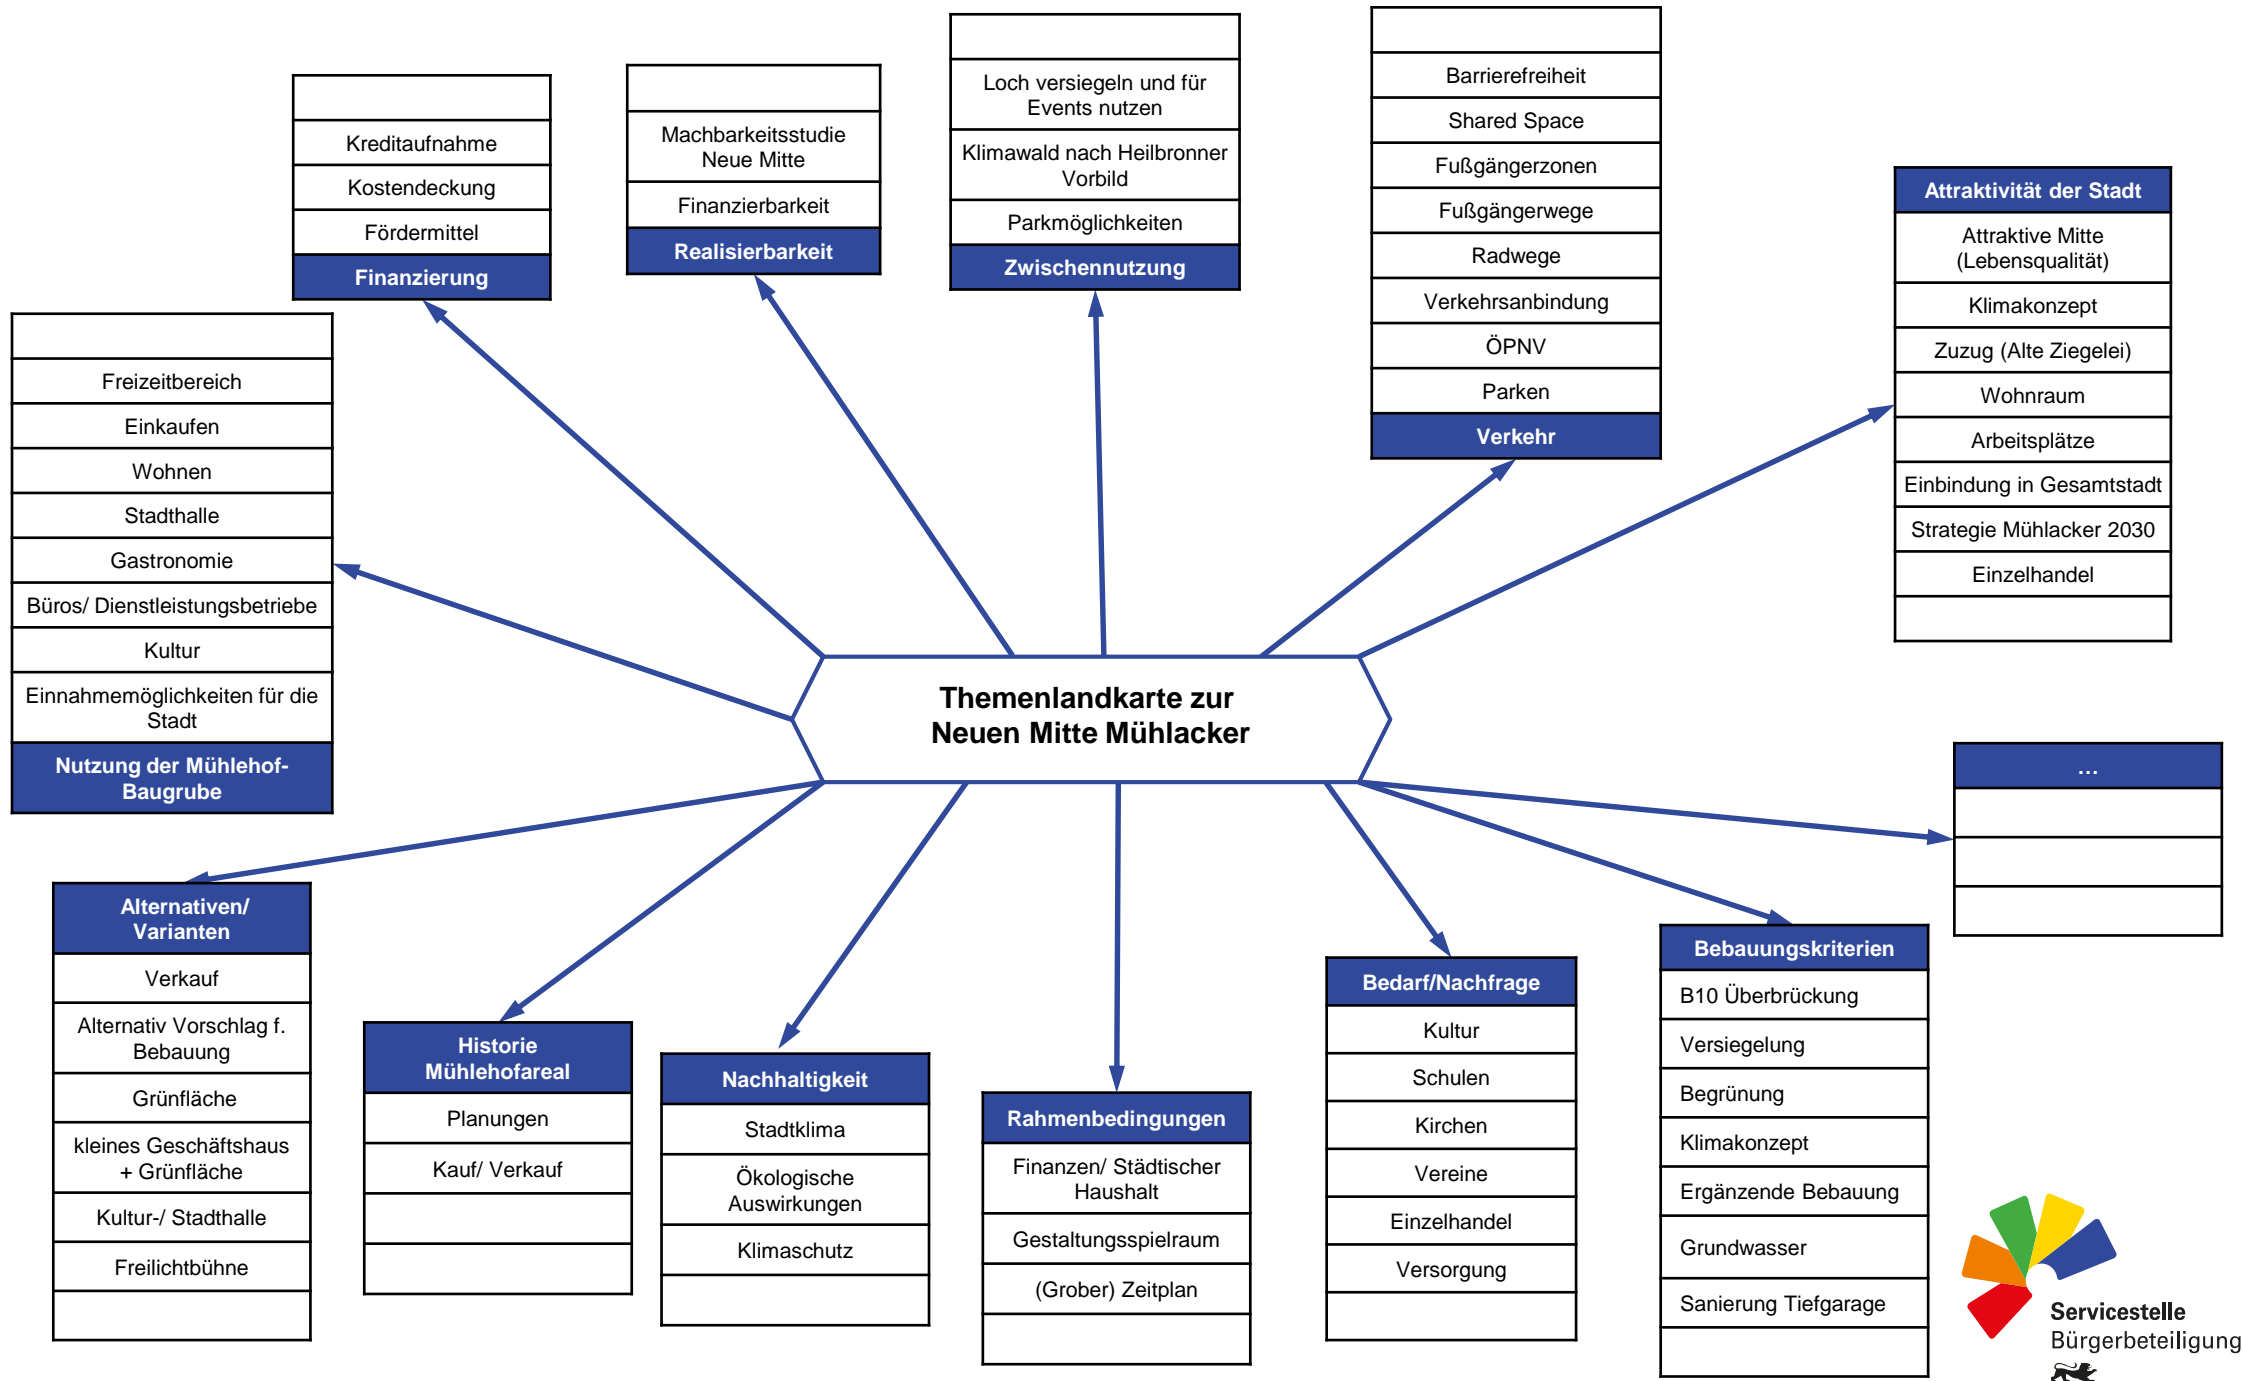 Kreditaufnahme
Kostendeckung
Fördermittel
Finanzierung
Machbarkeitsstudie
Neue Mitte
Finanzierbarkeit
Realisierbarkeit
Loch versiegeln und für
Events nutzen
Klimawald nach Heilbronner
Vorbild
Parkmöglichkeiten
Zwischennutzung
Barrierefreiheit
Shared Space
Fußgängerzonen
Fußgängerwege
Radwege
Verkehrsanbindung
ÖPNV
Parken
Verkehr
Attraktivität der Stadt
Attraktive Mitte
(Lebensqualität)
Klimakonzept
Zuzug (Alte Ziegelei)
Wohnraum
Arbeitsplätze
Einbindung in Gesamtstadt
Strategie Mühlacker 2030
Einzelhandel
Freizeitbereich
Einkaufen
Wohnen
Stadthalle
Gastronomie
Büros/ Dienstleistungsbetriebe
Kultur
Einnahmemöglichkeiten für die
Stadt
Nutzung der Mühlehof-
Baugrube
Themenlandkarte zur
Neuen Mitte Mühlacker
...
Alternativen/
Varianten
Verkauf
Alternativ Vorschlag f.
Bebauung
Grünfläche
kleines Geschäftshaus
+ Grünfläche
Kultur-/ Stadthalle
Freilichtbühne
Historie
Mühlehofareal
Planungen
Kauf/ Verkauf
Nachhaltigkeit
Stadtklima
Ökologische
Auswirkungen
Klimaschutz
Rahmenbedingungen
Finanzen/ Städtischer
Haushalt
Gestaltungsspielraum
(Grober) Zeitplan
Bedarf/Nachfrage
Kultur
Schulen
Kirchen
Vereine
Einzelhandel
Versorgung
Bebauungskriterien
B10 Überbrückung
Versiegelung
Begrünung
Klimakonzept
Ergänzende Bebauung
Grundwasser
Sanierung Tiefgarage
Servicestelle
Bürgerbeteiligung